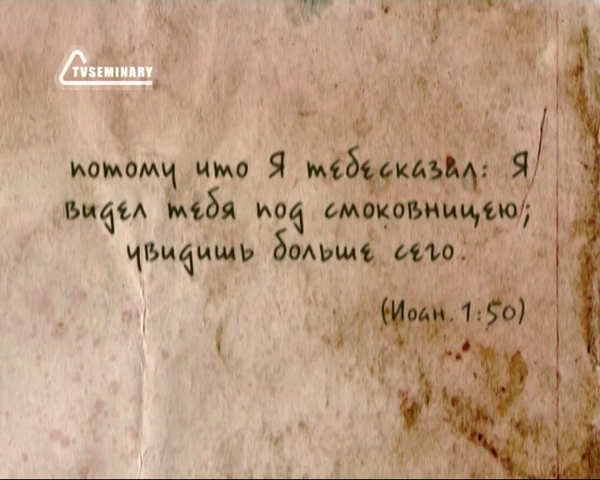 TVSEMINARY
потому что Я тебесказал: Я
видел тебя под смоковницею;
увидишь больше сего.
(Иоан. 1:50)